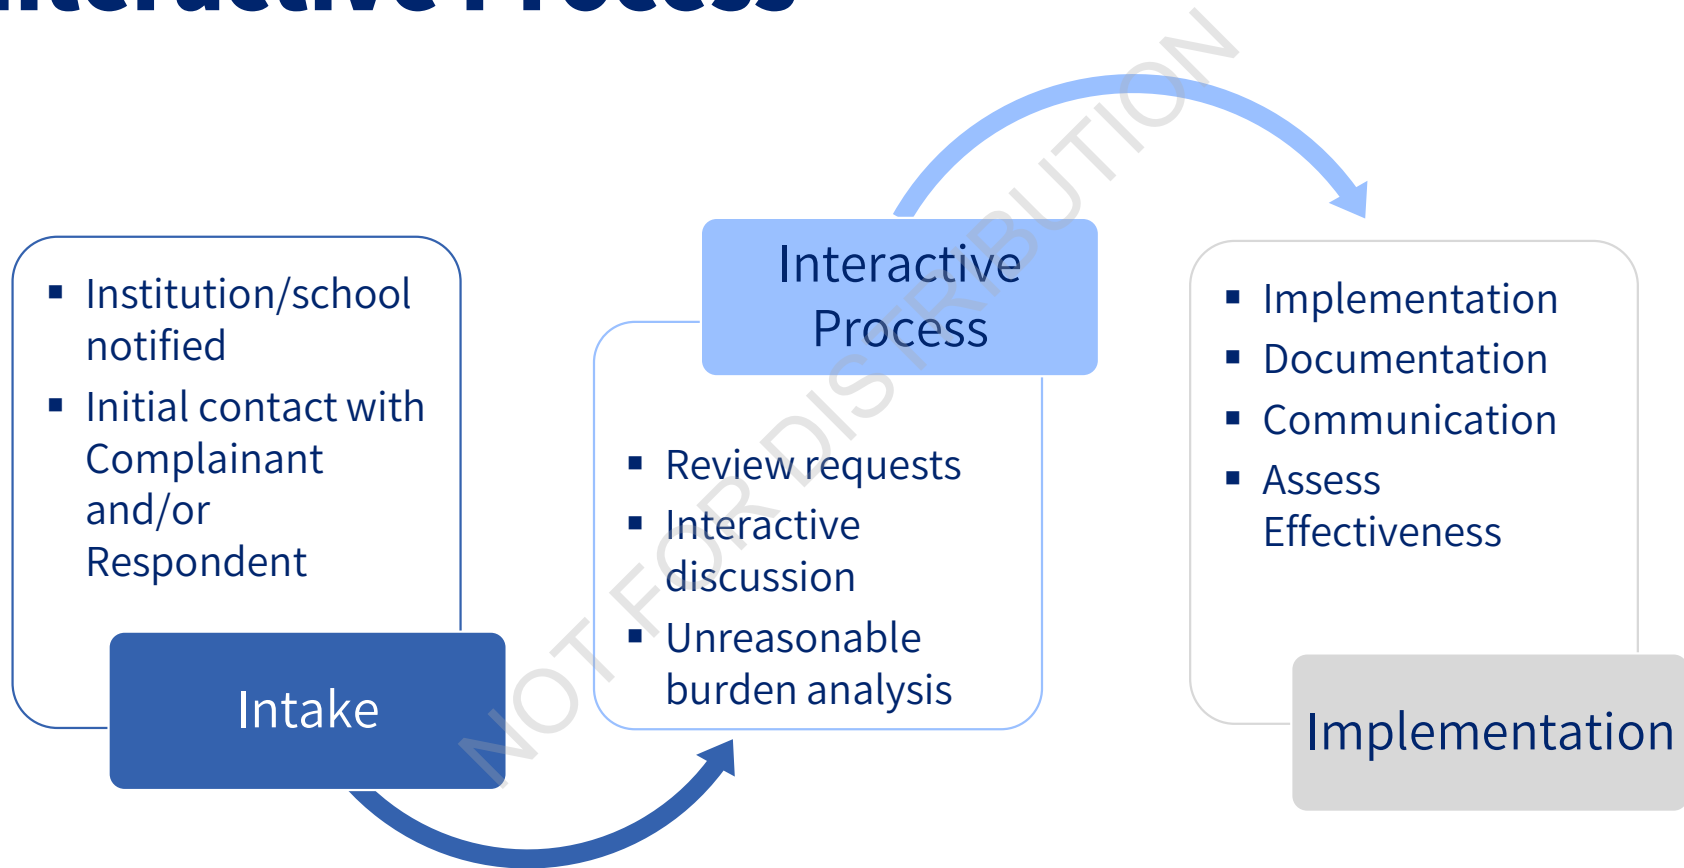 Interactive Process
▪ Institution/school
notified
▪ Initial contact with
Complainant
and/or
Respondent
Intake
Interactive
Process
▪ Review requests
▪ Interactive
discussion
▪ Unreasonable
burden analysis
▪ Implementation
▪ Documentation
▪ Communication
▪ Assess
Effectiveness
Implementation
NOT FOR DISTRIBUTION